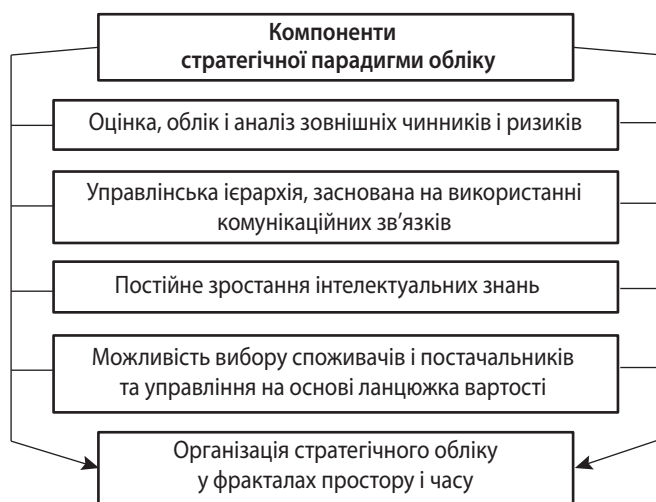 Компоненти
стратегічної парадигми обліку
Оцінка, облік і аналіз зовнішніх чинників і ризиків
Управлінська ієрархія, заснована на використанні
комунікаційних зв’язків
Постійне зростання інтелектуальних знань
Можливість вибору споживачів і постачальників
та управління на основі ланцюжка вартості
Організація стратегічного обліку
у фракталах простору і часу